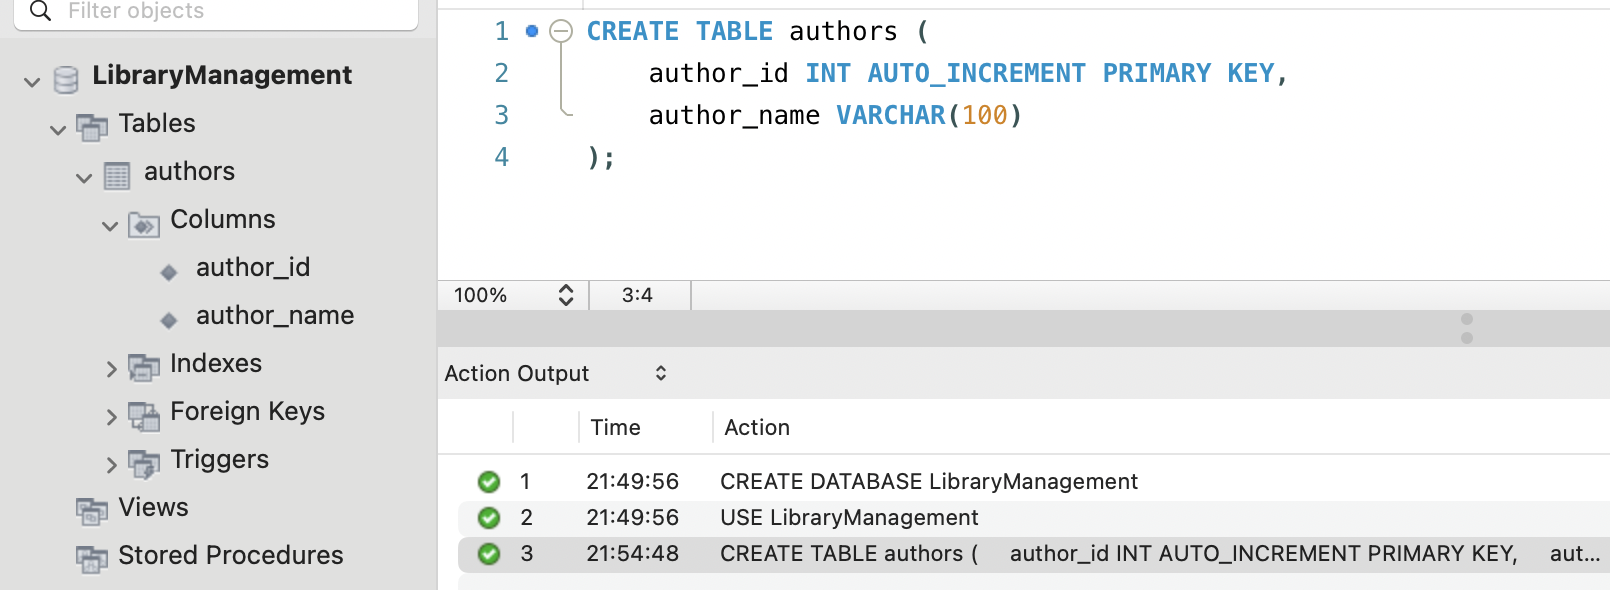 Filter objects
LibraryManagement
Tables
authors
Columns
author_id
author_name
Indexes
Foreign Keys
Triggers
Views
Stored Procedures
1 CREATE TABLE authors (
2 author_id INT AUTO_INCREMENT PRIMARY KEY,
3 author_name VARCHAR(100)
4 );
100% 3:4
Action Output
Time Action
1 21:49:56 CREATE DATABASE LibraryManagement
2 21:49:56 USE LibraryManagement
3 21:54:48 CREATE TABLE authors ( author_id INT AUTO_INCREMENT PRIMARY KEY, aut...